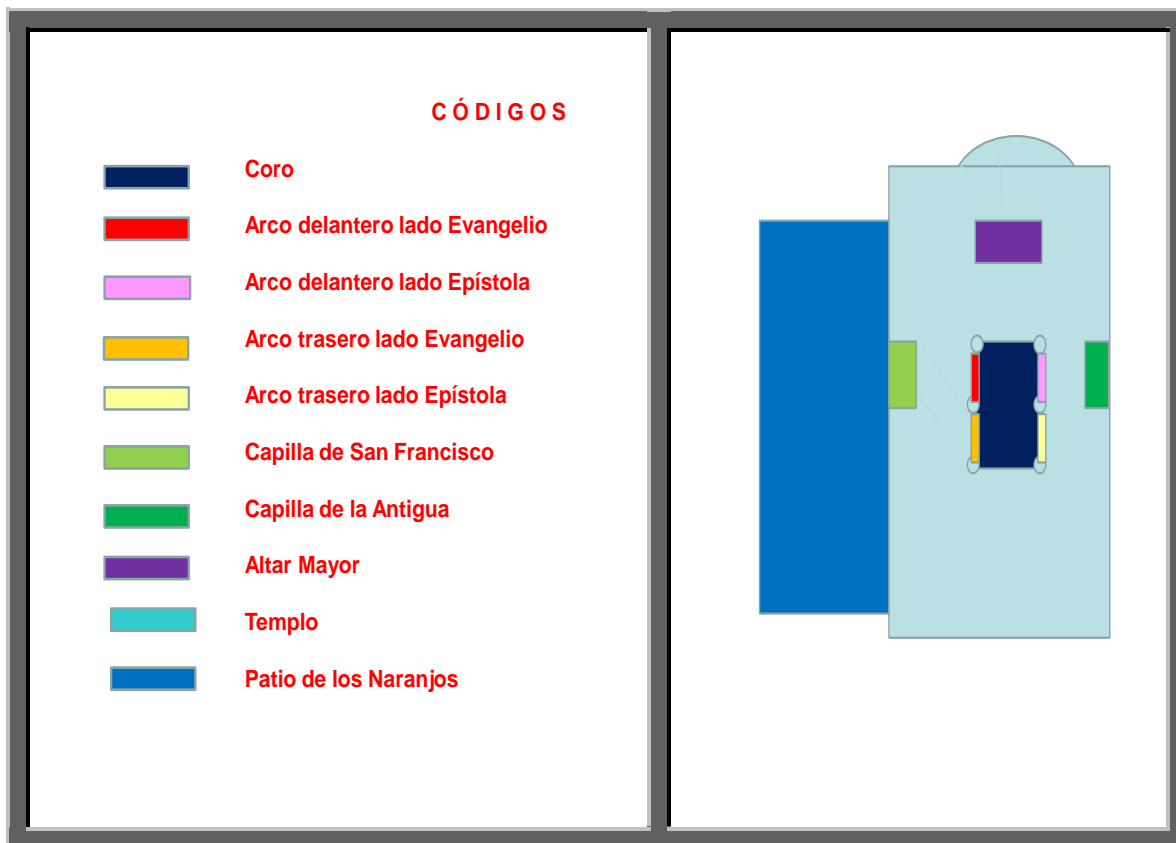 C Ó D I G O S
Coro
Arco delantero lado Evangelio
Arco delantero lado Epístola
Arco trasero lado Evangelio
Arco trasero lado Epístola
Capilla de San Francisco
Capilla de la Antigua
Altar Mayor
Templo
Patio de los Naranjos